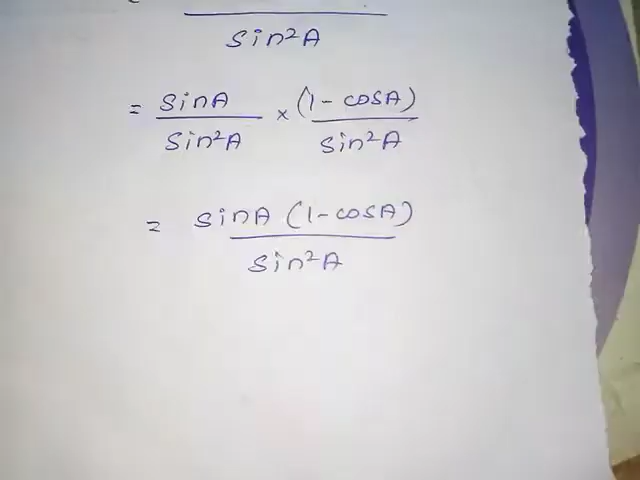 sin²A
= sinA / sin²A × (1 - cosA) / sin²A
= sinA (1 - cosA) / sin²A